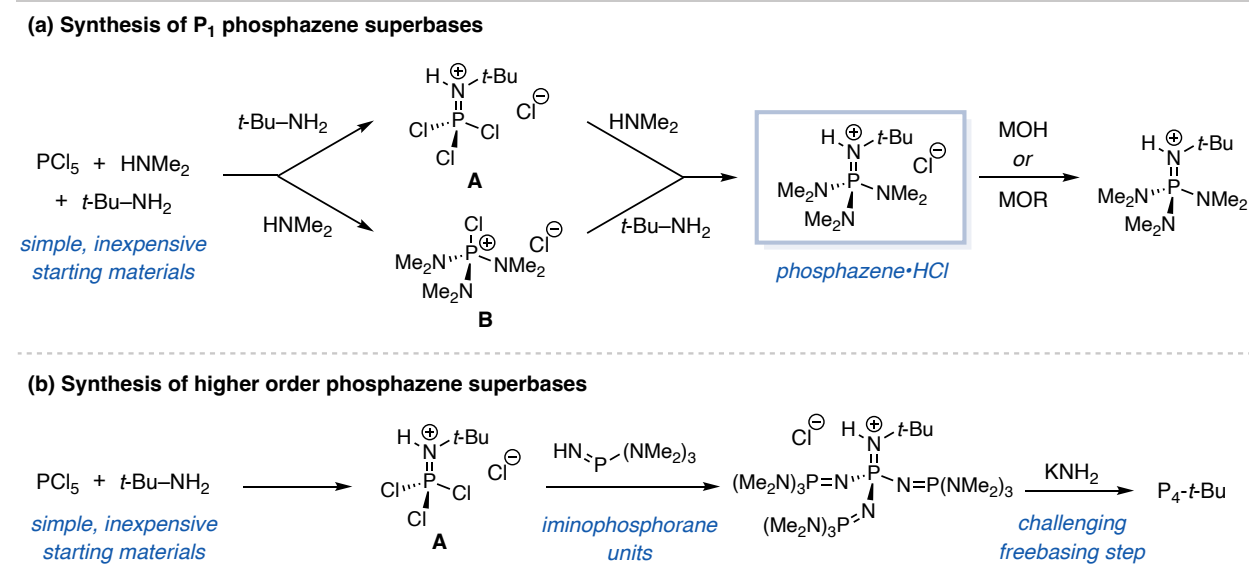 (a) Synthesis of P₁ phosphazene superbases
PCl₅ + HNMe₂
+ t-Bu–NH₂
simple, inexpensive
starting materials
t-Bu–NH₂
HNMe₂
H
⊕
N
t-Bu
Cl⊖
P
Cl
Cl
Cl
A
Cl
P⊕
Cl⊖
Me₂N
NMe₂
Me₂N
B
HNMe₂
t-Bu–NH₂
H
⊕
N
t-Bu
Cl⊖
P
Me₂N
NMe₂
Me₂N
phosphazene•HCl
MOH
or
MOR
H
⊕
N
t-Bu
P
Me₂N
NMe₂
Me₂N
(b) Synthesis of higher order phosphazene superbases
PCl₅ + t-Bu–NH₂
simple, inexpensive
starting materials
H
⊕
N
t-Bu
Cl⊖
P
Cl
Cl
Cl
A
HN=P–(NMe₂)₃
iminophosphorane
units
Cl⊖
H
⊕
N
t-Bu
(Me₂N)₃P=N
P
N=P(NMe₂)₃
(Me₂N)₃P=N
KNH₂
challenging
freebasing step
P₄-t-Bu